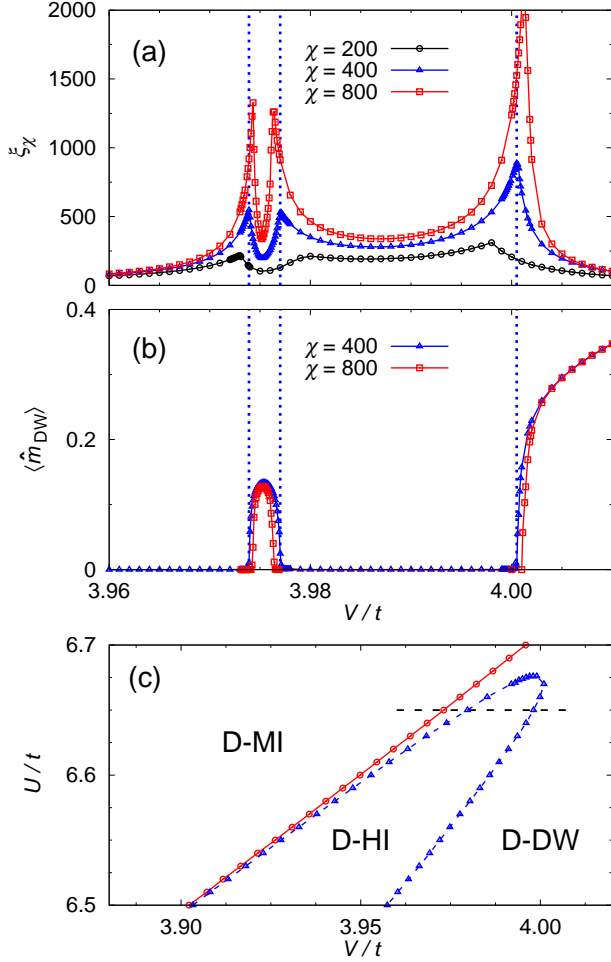 2000
1500
1000
500
0
ξχ
(a)
χ = 200
χ = 400
χ = 800
0.4
0.2
0
⟨m̂DW⟩
(b)
χ = 400
χ = 800
3.96 3.98 4.00
V / t
6.7
6.6
6.5
U / t
(c)
D-MI
D-HI
D-DW
3.90 3.95 4.00
V / t